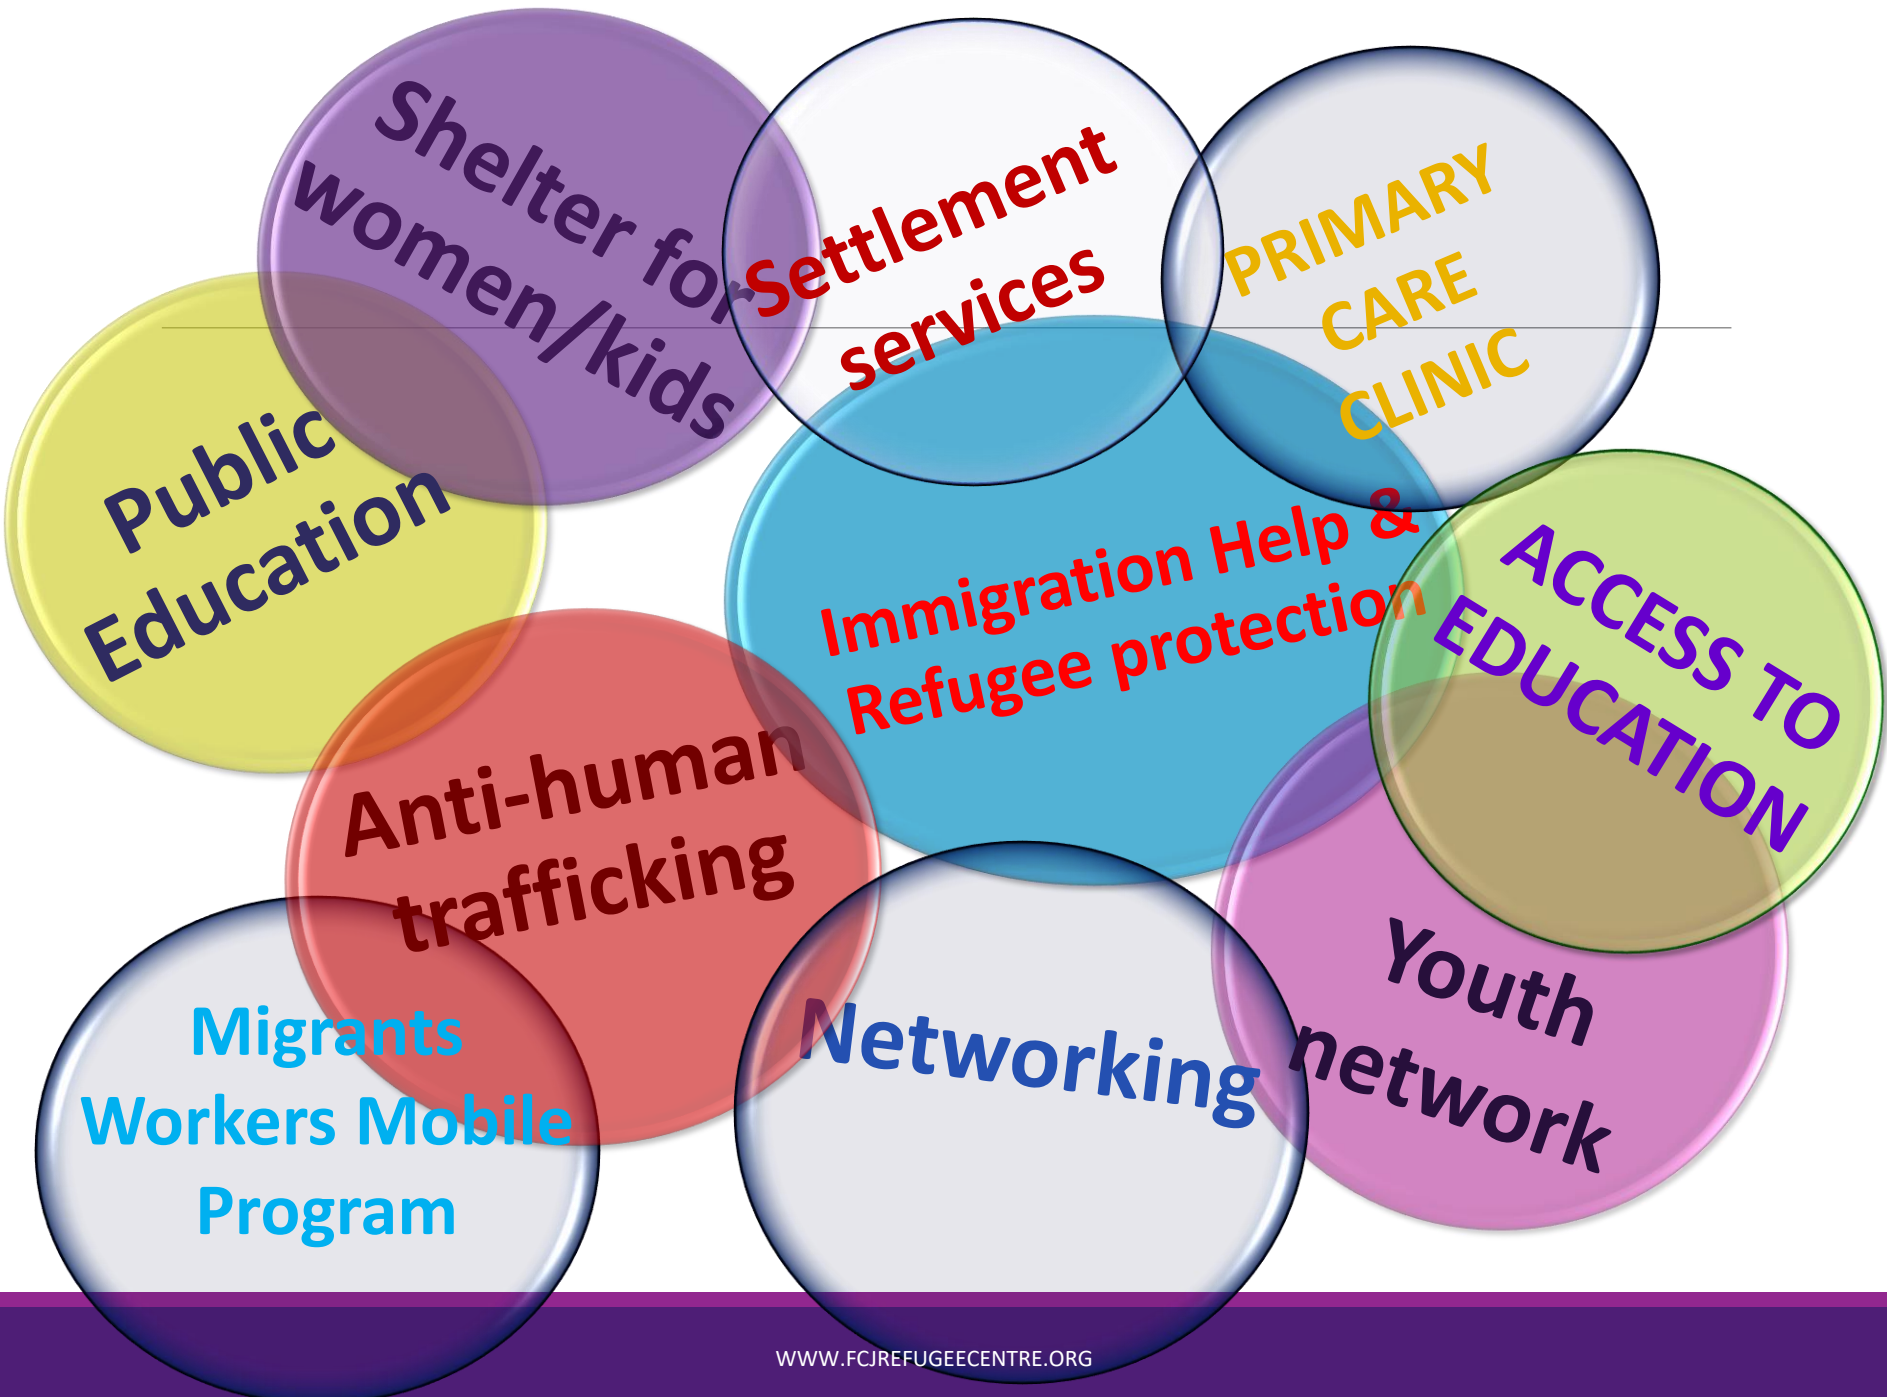 Shelter for
women/kids
Settlement
services
PRIMARY
CARE
CLINIC
Public
Education
Immigration Help &
Refugee protection
ACCESS TO
EDUCATION
Anti-human
trafficking
Youth
network
Migrants
Workers Mobile
Program
Networking
WWW.FCJREFUGEECENTRE.ORG